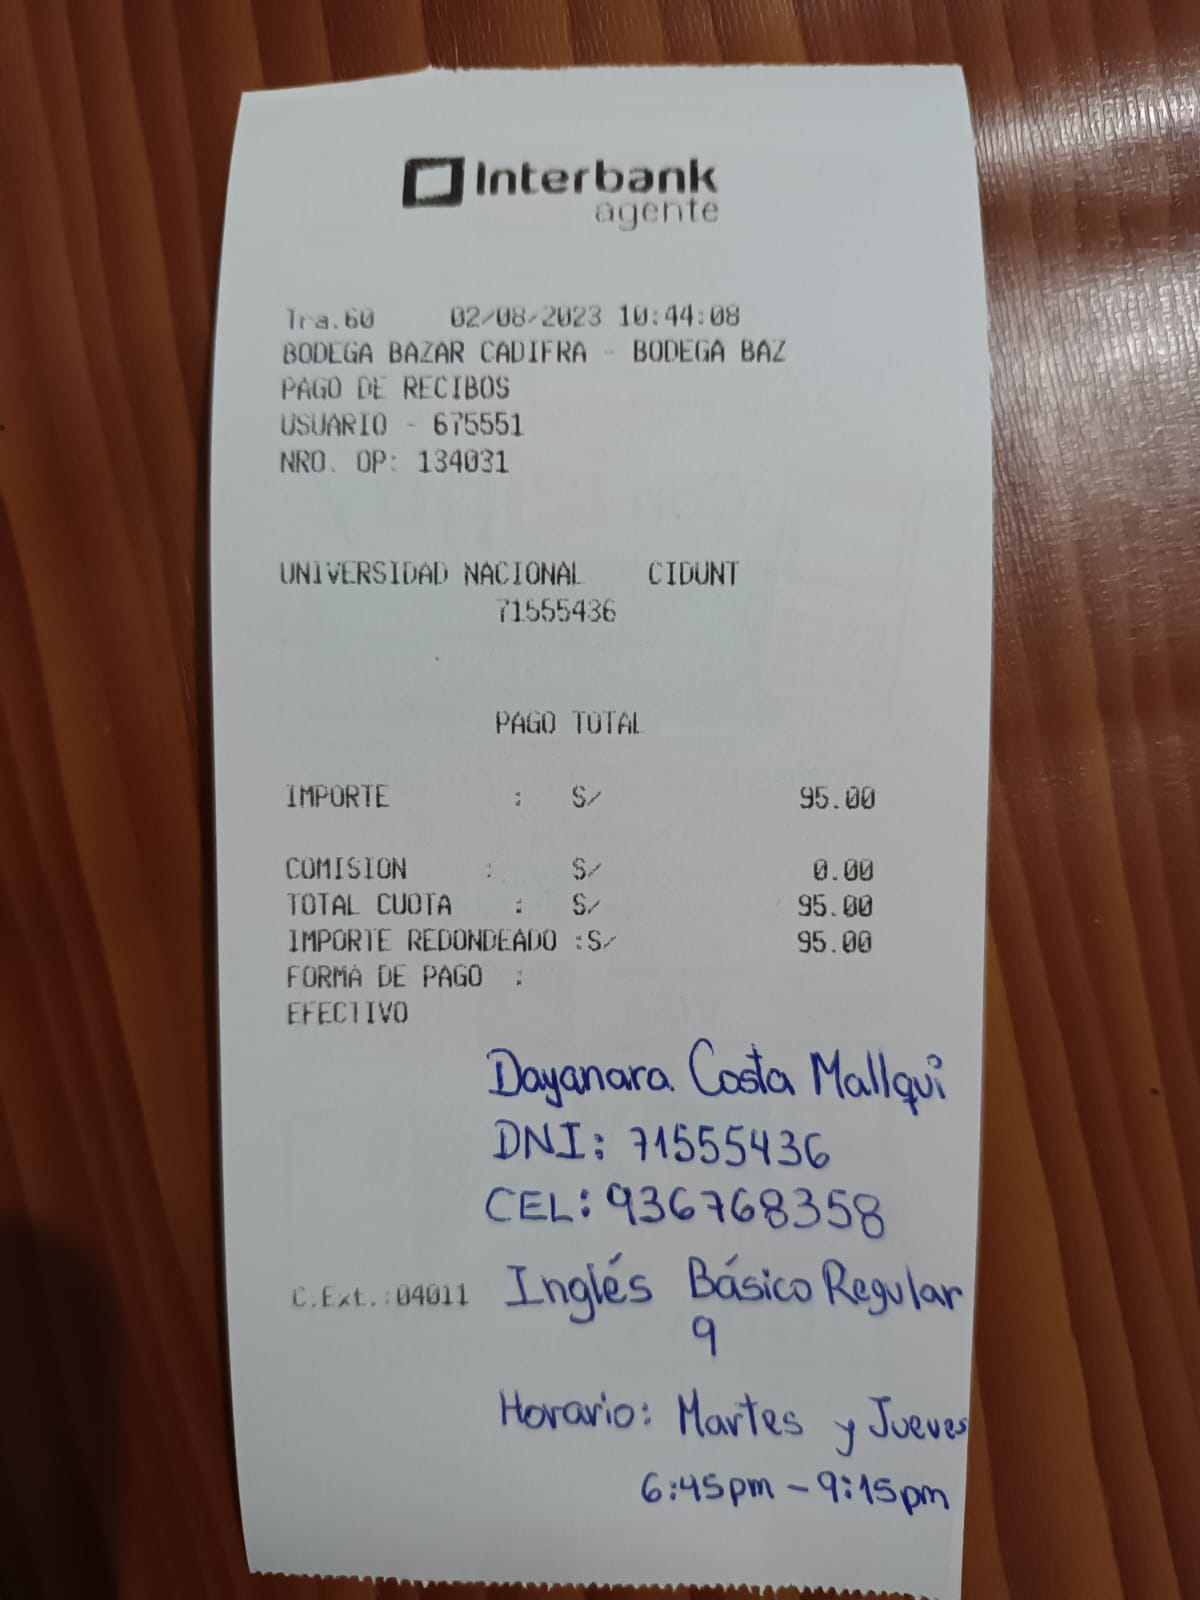 Interbank
agente
Tra.60 02/08/2023 10:44:08
BODEGA BAZAR CADIFRA - BODEGA BAZ
PAGO DE RECIBOS
USUARIO - 675551
NRO. OP: 134031
UNIVERSIDAD NACIONAL CIDUNT
71555436
PAGO TOTAL
IMPORTE : S/ 95.00
COMISION : S/ 0.00
TOTAL CUOTA : S/ 95.00
IMPORTE REDONDEADO :S/ 95.00
FORMA DE PAGO :
EFECTIVO
Dayanara Costa Mallqui
DNI: 71555436
CEL: 936768358
C.Ext.:04011 Inglés Básico Regular
9
Horario: Martes y Jueves
6:45pm - 9:15pm